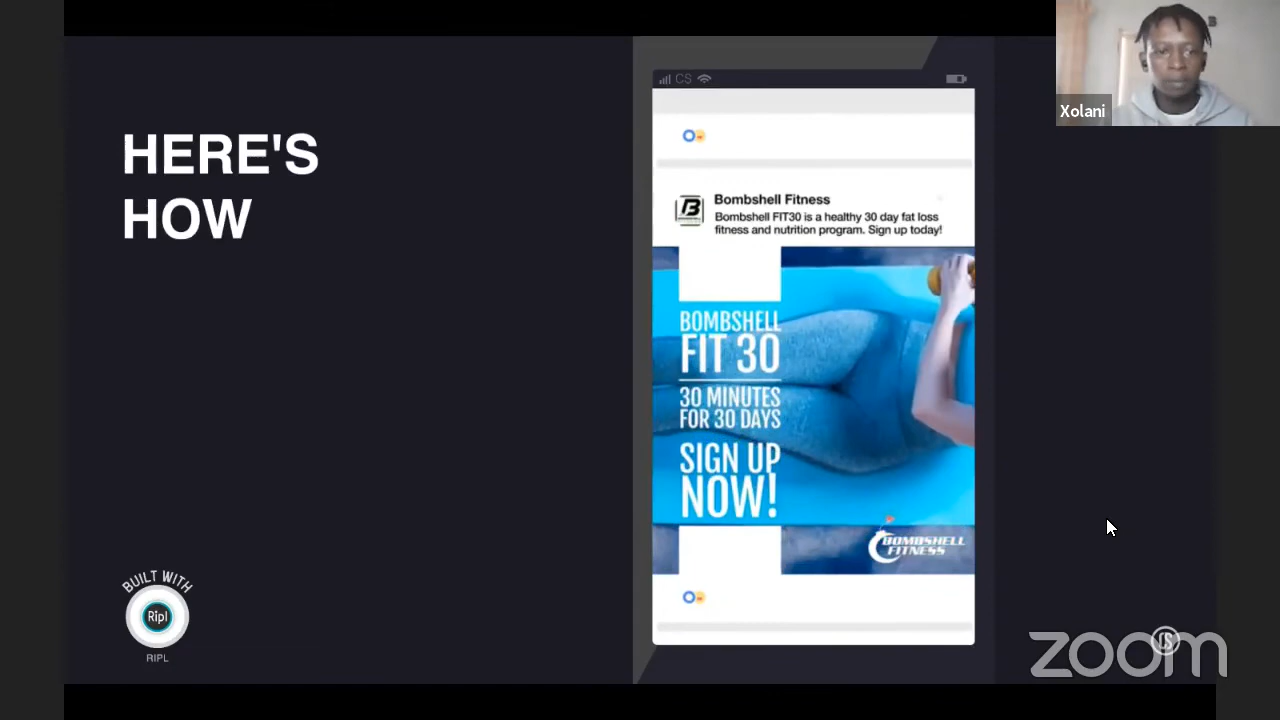 HERE'S
HOW
CS
Bombshell Fitness
Bombshell FIT30 is a healthy 30 day fat loss
fitness and nutrition program. Sign up today!
B
BOMBSHELL
FIT 30
30 MINUTES
FOR 30 DAYS
SIGN UP
NOW!
BOMBSHELL
FITNESS
BUILT WITH
Ripl
RIPL
Xolani
CS
zoom